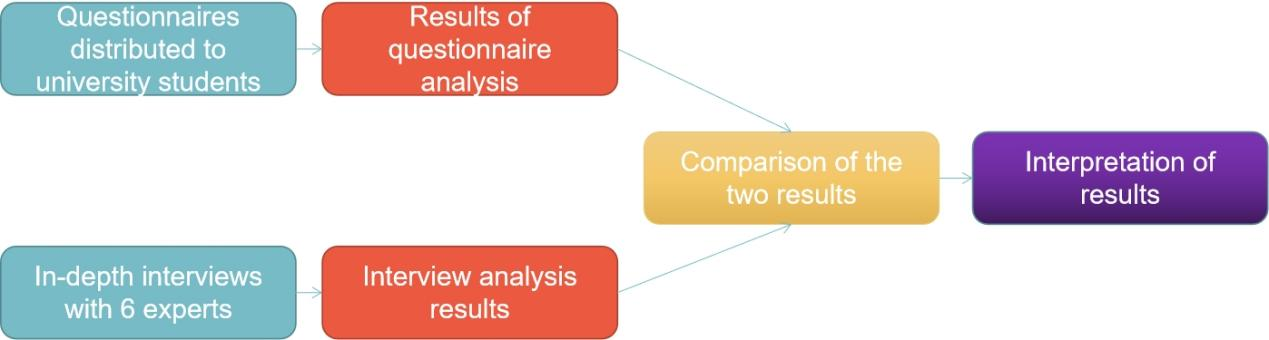 Questionnaires
distributed to
university students
Results of
questionnaire
analysis
Comparison of the
two results
Interpretation of
results
In-depth interviews
with 6 experts
Interview analysis
results